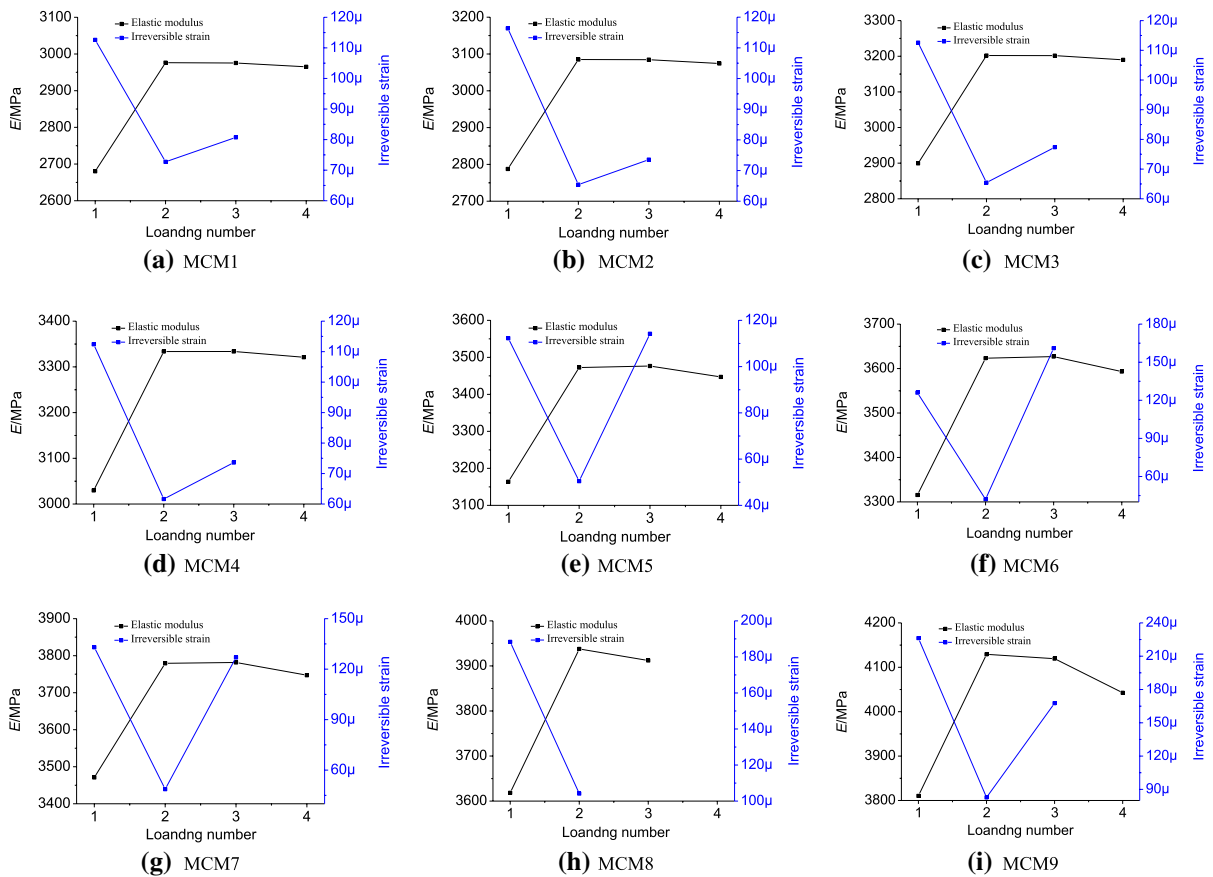 Elastic modulus
Irreversible strain
E/MPa
3100
3000
2900
2800
2700
2600
120μ
110μ
100μ
90μ
80μ
70μ
60μ
Irreversible strain
1 2 3 4
Loandng number
(a) MCM1
Elastic modulus
Irreversible strain
E/MPa
3200
3100
3000
2900
2800
2700
120μ
110μ
100μ
90μ
80μ
70μ
60μ
Irreversible strain
1 2 3 4
Loandng number
(b) MCM2
Elastic modulus
Irreversible strain
E/MPa
3300
3200
3100
3000
2900
2800
120μ
110μ
100μ
90μ
80μ
70μ
60μ
Irreversible strain
1 2 3 4
Loandng number
(c) MCM3
Elastic modulus
Irreversible strain
E/MPa
3400
3300
3200
3100
3000
120μ
110μ
100μ
90μ
80μ
70μ
60μ
Irreversible strain
1 2 3 4
Loandng number
(d) MCM4
Elastic modulus
Irreversible strain
E/MPa
3600
3500
3400
3300
3200
3100
120μ
100μ
80μ
60μ
40μ
Irreversible strain
1 2 3 4
Loandng number
(e) MCM5
Elastic modulus
Irreversible strain
E/MPa
3700
3600
3500
3400
3300
180μ
150μ
120μ
90μ
60μ
Irreversible strain
1 2 3 4
Loandng number
(f) MCM6
Elastic modulus
Irreversible strain
E/MPa
3900
3800
3700
3600
3500
3400
150μ
120μ
90μ
60μ
Irreversible strain
1 2 3 4
Loandng number
(g) MCM7
Elastic modulus
Irreversible strain
E/MPa
4000
3900
3800
3700
3600
200μ
180μ
160μ
140μ
120μ
100μ
Irreversible strain
1 2 3 4
Loandng number
(h) MCM8
Elastic modulus
Irreversible strain
E/MPa
4200
4100
4000
3900
3800
240μ
210μ
180μ
150μ
120μ
90μ
Irreversible strain
1 2 3 4
Loandng number
(i) MCM9